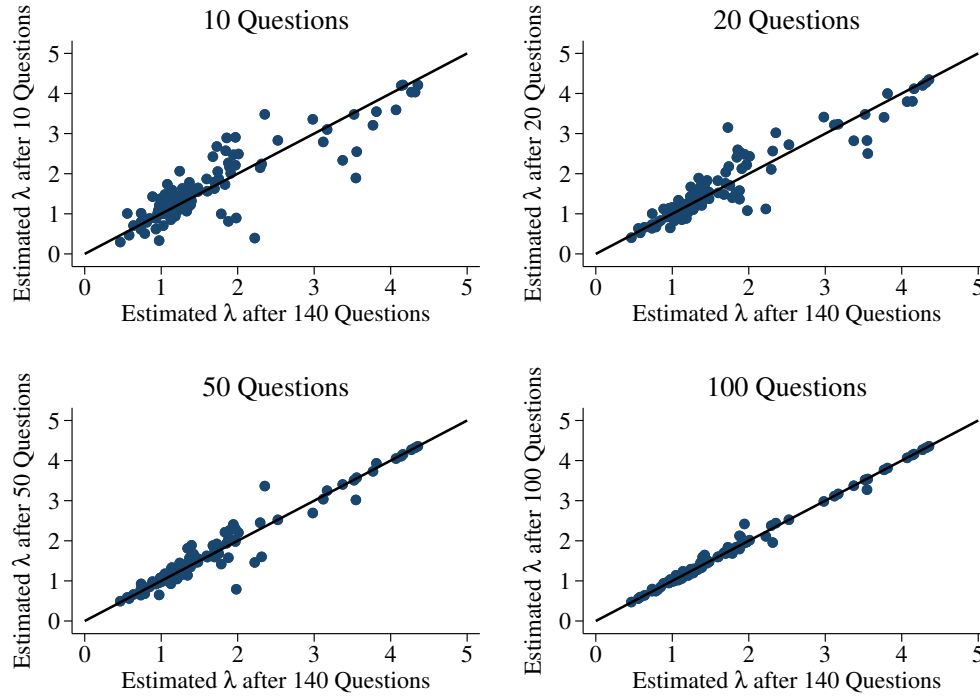 10 Questions
Estimated λ after 10 Questions
5
4
3
2
1
0
0 1 2 3 4 5
Estimated λ after 140 Questions
20 Questions
Estimated λ after 20 Questions
5
4
3
2
1
0
0 1 2 3 4 5
Estimated λ after 140 Questions
50 Questions
Estimated λ after 50 Questions
5
4
3
2
1
0
0 1 2 3 4 5
Estimated λ after 140 Questions
100 Questions
Estimated λ after 100 Questions
5
4
3
2
1
0
0 1 2 3 4 5
Estimated λ after 140 Questions